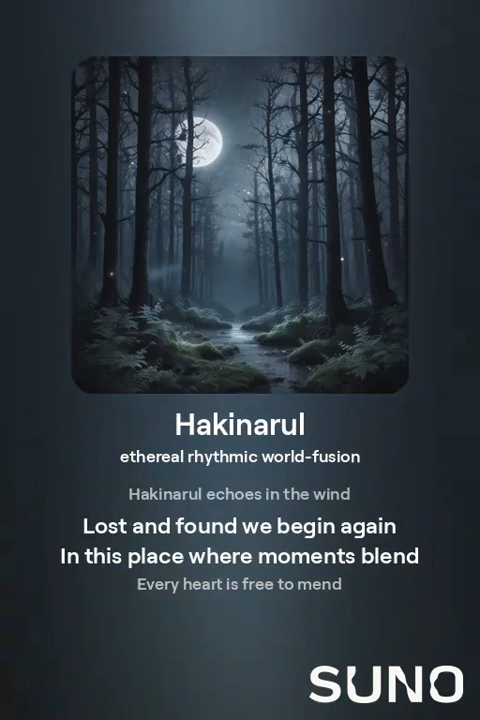 Hakinarul
ethereal rhythmic world-fusion
Hakinarul echoes in the wind
Lost and found we begin again
In this place where moments blend
Every heart is free to mend
SUNO